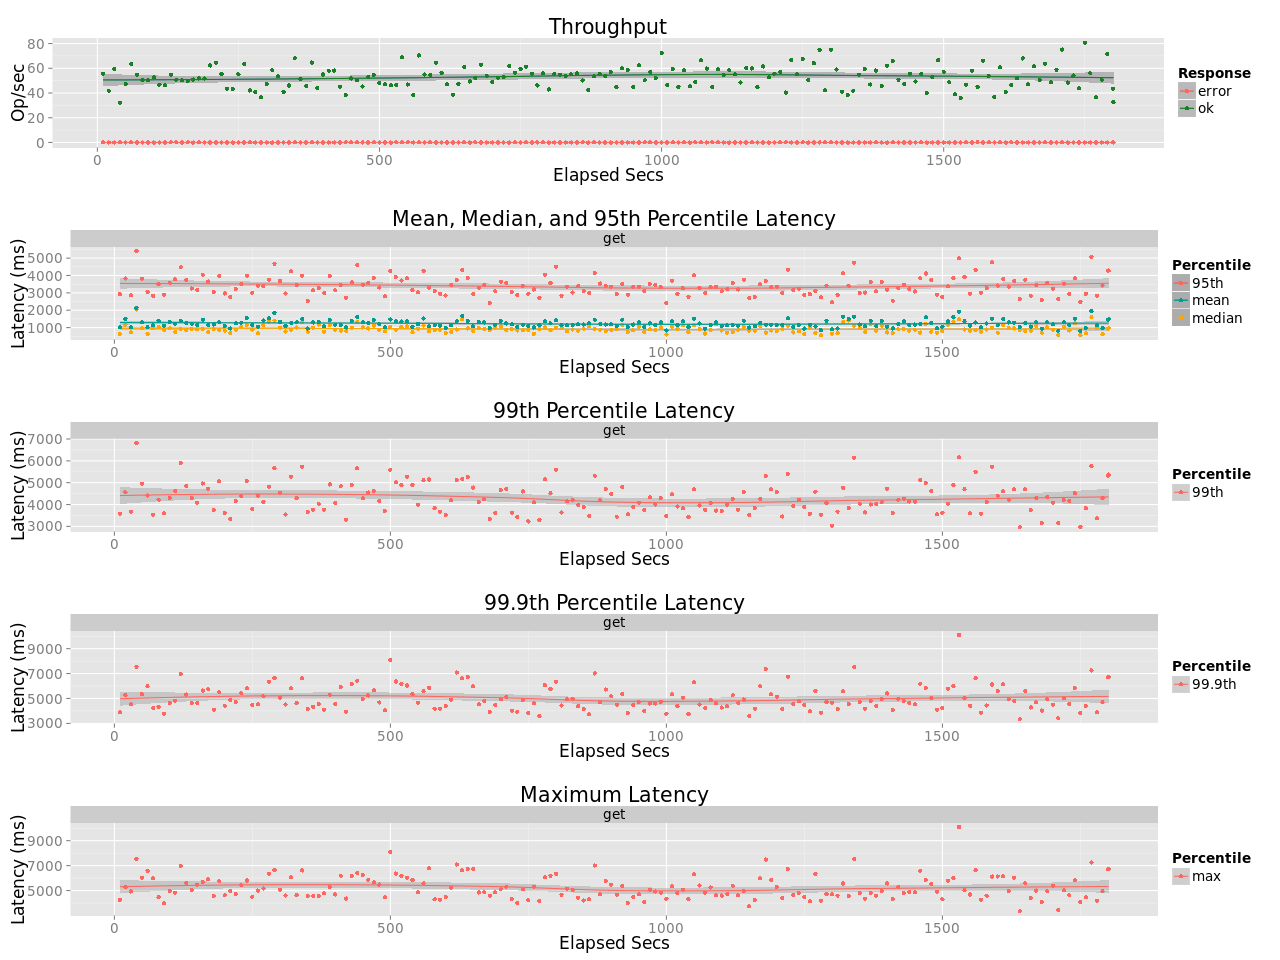 Throughput
80
60
40
20
0
Op/sec
0 500 1000 1500
Elapsed Secs
Response
error
ok
Mean, Median, and 95th Percentile Latency
get
5000
4000
3000
2000
1000
Latency (ms)
0 500 1000 1500
Elapsed Secs
Percentile
95th
mean
median
99th Percentile Latency
get
7000
6000
5000
4000
3000
Latency (ms)
0 500 1000 1500
Elapsed Secs
Percentile
99th
99.9th Percentile Latency
get
9000
7000
5000
3000
Latency (ms)
0 500 1000 1500
Elapsed Secs
Percentile
99.9th
Maximum Latency
get
9000
7000
5000
Latency (ms)
0 500 1000 1500
Elapsed Secs
Percentile
max